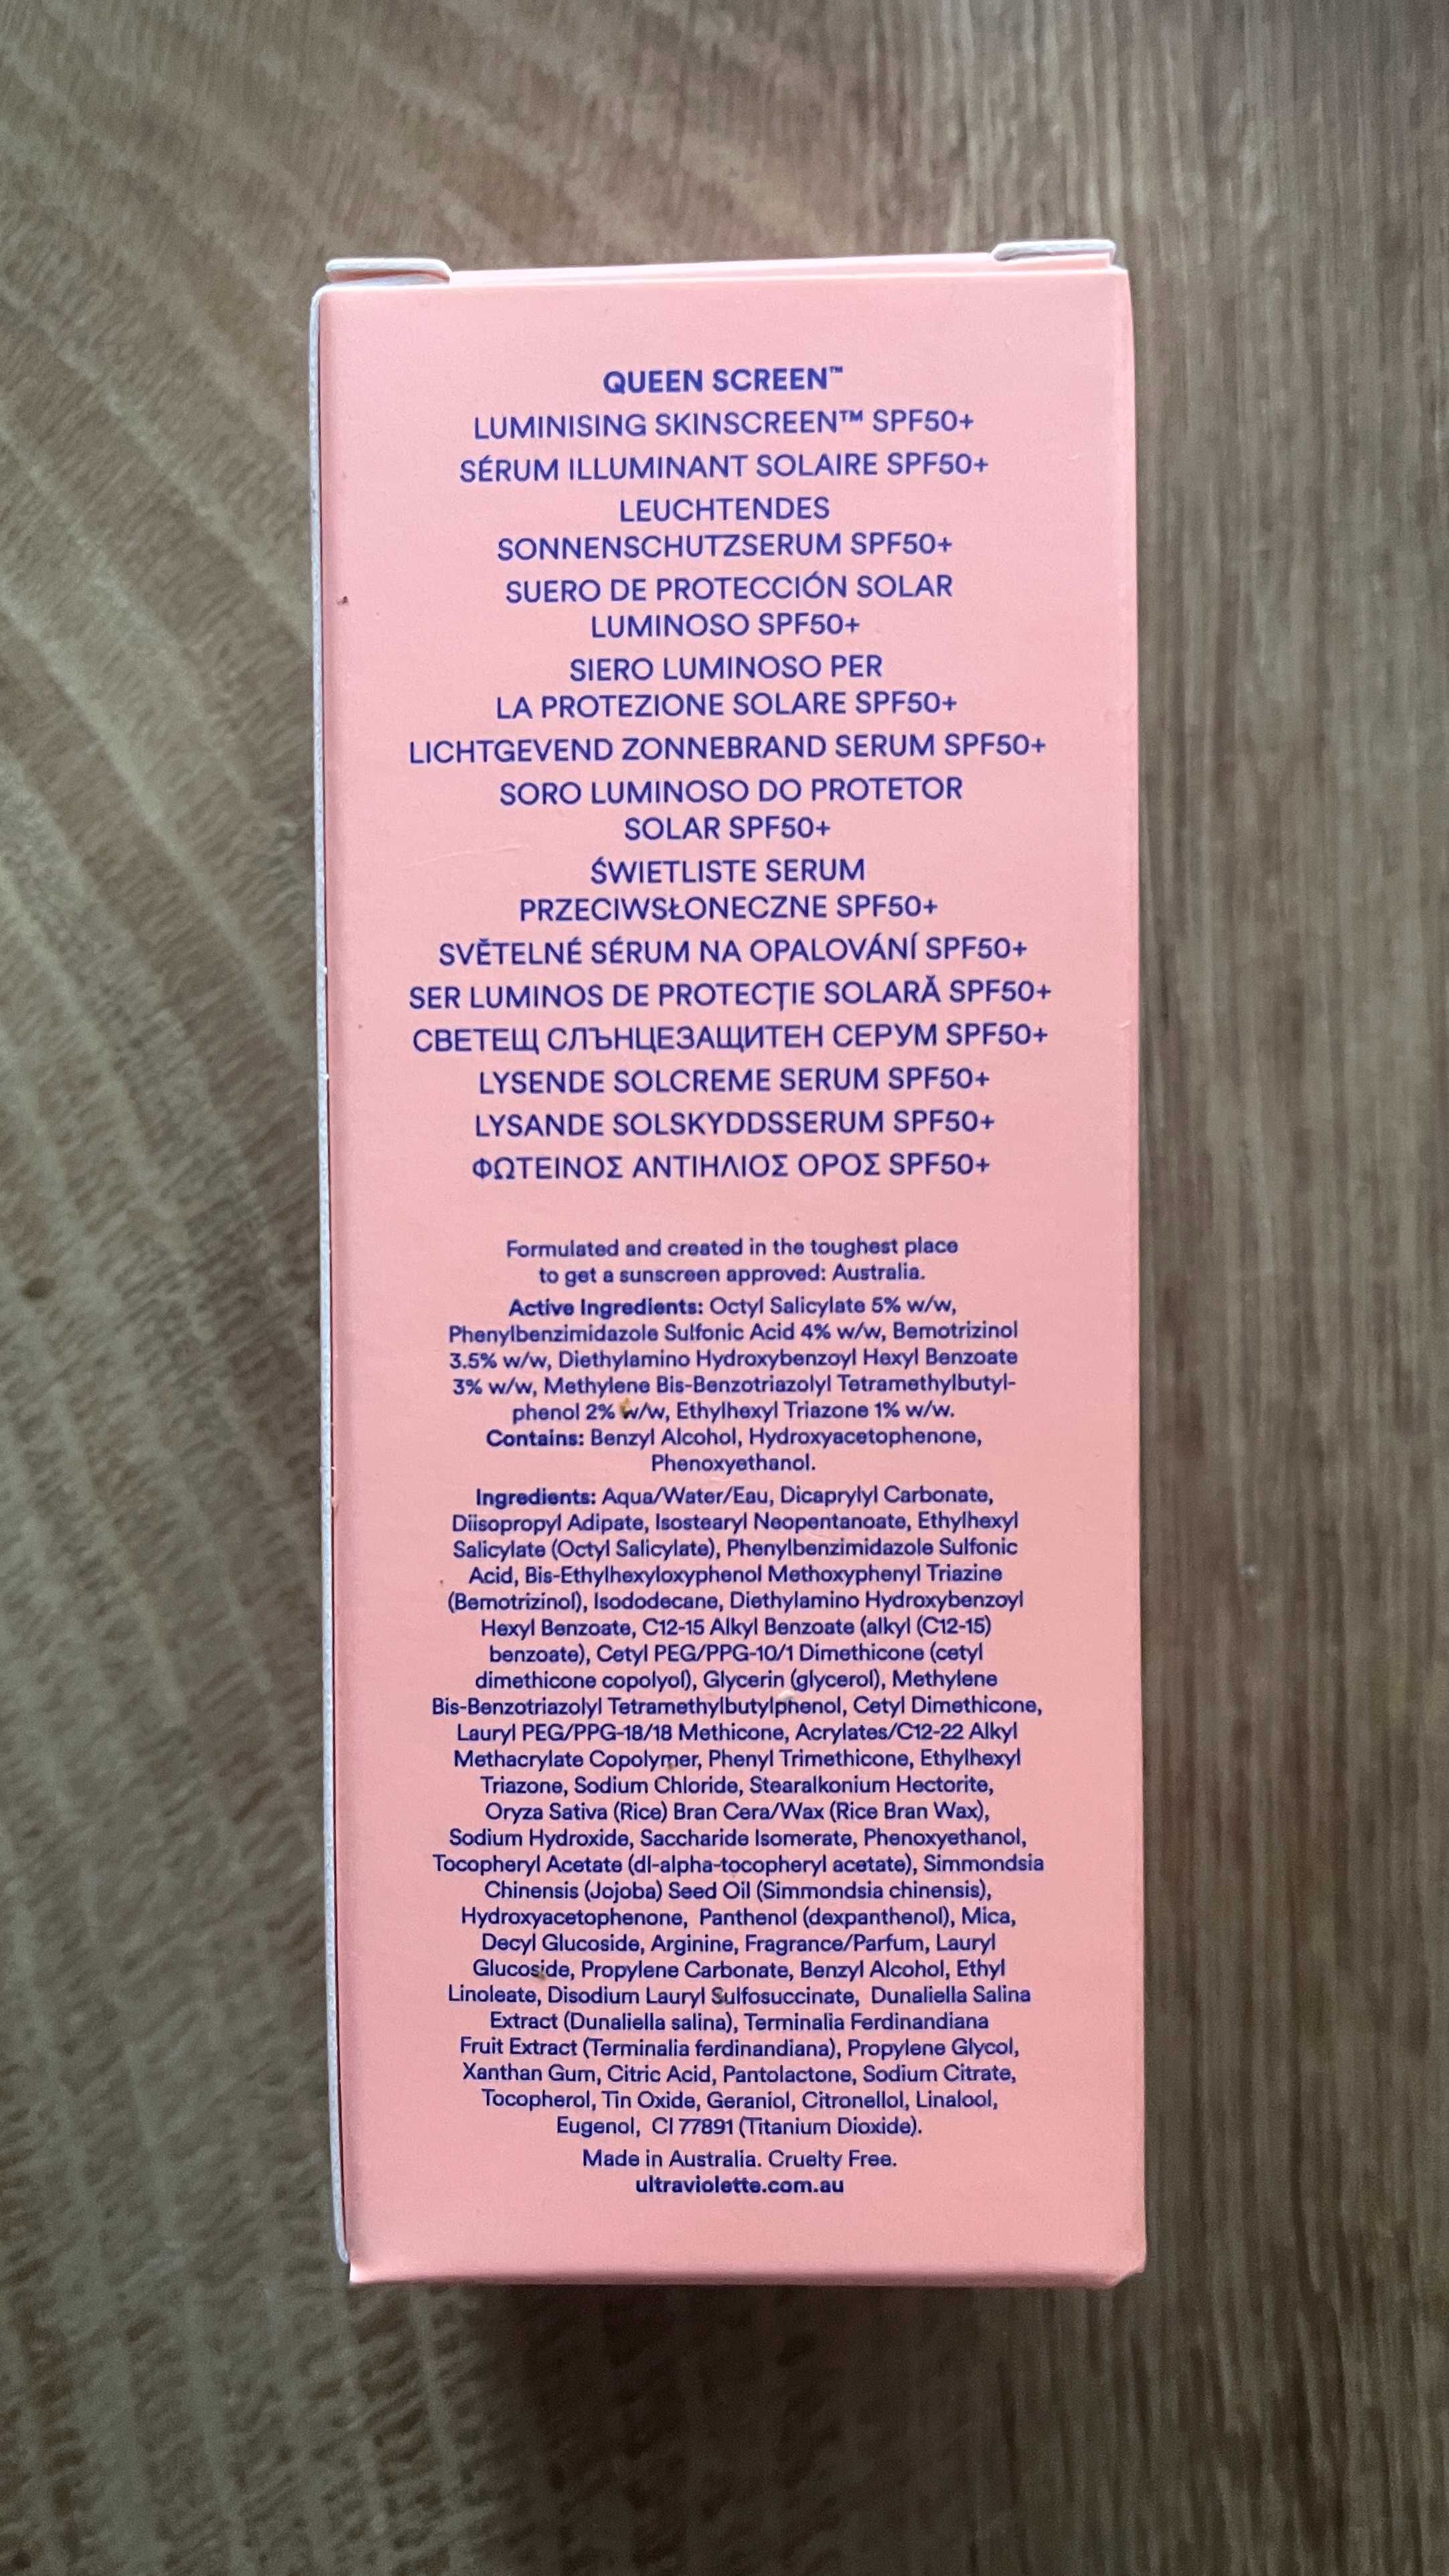 QUEEN SCREEN™
LUMINISING SKINSCREEN™ SPF50+
SÉRUM ILLUMINANT SOLAIRE SPF50+
LEUCHTENDES
SONNENSCHUTZSERUM SPF50+
SUERO DE PROTECCIÓN SOLAR
LUMINOSO SPF50+
SIERO LUMINOSO PER
LA PROTEZIONE SOLARE SPF50+
LICHTGEVEND ZONNEBRAND SERUM SPF50+
SORO LUMINOSO DO PROTETOR
SOLAR SPF50+
ŚWIETLISTE SERUM
PRZECIWSŁONECZNE SPF50+
SVĚTELNÉ SÉRUM NA OPALOVÁNÍ SPF50+
SER LUMINOS DE PROTECȚIE SOLARĂ SPF50+
СВЕТЕЩ СЛЪНЦЕЗАЩИТЕН СЕРУМ SPF50+
LYSENDE SOLCREME SERUM SPF50+
LYSANDE SOLSKYDDSSERUM SPF50+
ΦΩΤΕΙΝΟΣ ΑΝΤΙΗΛΙΟΣ ΟΡΟΣ SPF50+
Formulated and created in the toughest place
to get a sunscreen approved: Australia.
Active Ingredients: Octyl Salicylate 5% w/w,
Phenylbenzimidazole Sulfonic Acid 4% w/w, Bemotrizinol
3.5% w/w, Diethylamino Hydroxybenzoyl Hexyl Benzoate
3% w/w, Methylene Bis-Benzotriazolyl Tetramethylbutyl-
phenol 2% w/w, Ethylhexyl Triazone 1% w/w.
Contains: Benzyl Alcohol, Hydroxyacetophenone,
Phenoxyethanol.
Ingredients: Aqua/Water/Eau, Dicaprylyl Carbonate,
Diisopropyl Adipate, Isostearyl Neopentanoate, Ethylhexyl
Salicylate (Octyl Salicylate), Phenylbenzimidazole Sulfonic
Acid, Bis-Ethylhexyloxyphenol Methoxyphenyl Triazine
(Bemotrizinol), Isododecane, Diethylamino Hydroxybenzoyl
Hexyl Benzoate, C12-15 Alkyl Benzoate (alkyl (C12-15)
benzoate), Cetyl PEG/PPG-10/1 Dimethicone (cetyl
dimethicone copolyol), Glycerin (glycerol), Methylene
Bis-Benzotriazolyl Tetramethylbutylphenol, Cetyl Dimethicone,
Lauryl PEG/PPG-18/18 Methicone, Acrylates/C12-22 Alkyl
Methacrylate Copolymer, Phenyl Trimethicone, Ethylhexyl
Triazone, Sodium Chloride, Stearalkonium Hectorite,
Oryza Sativa (Rice) Bran Cera/Wax (Rice Bran Wax),
Sodium Hydroxide, Saccharide Isomerate, Phenoxyethanol,
Tocopheryl Acetate (dl-alpha-tocopheryl acetate), Simmondsia
Chinensis (Jojoba) Seed Oil (Simmondsia chinensis),
Hydroxyacetophenone, Panthenol (dexpanthenol), Mica,
Decyl Glucoside, Arginine, Fragrance/Parfum, Lauryl
Glucoside, Propylene Carbonate, Benzyl Alcohol, Ethyl
Linoleate, Disodium Lauryl Sulfosuccinate, Dunaliella Salina
Extract (Dunaliella salina), Terminalia Ferdinandiana
Fruit Extract (Terminalia ferdinandiana), Propylene Glycol,
Xanthan Gum, Citric Acid, Pantolactone, Sodium Citrate,
Tocopherol, Tin Oxide, Geraniol, Citronellol, Linalool,
Eugenol, CI 77891 (Titanium Dioxide).
Made in Australia. Cruelty Free.
ultraviolette.com.au